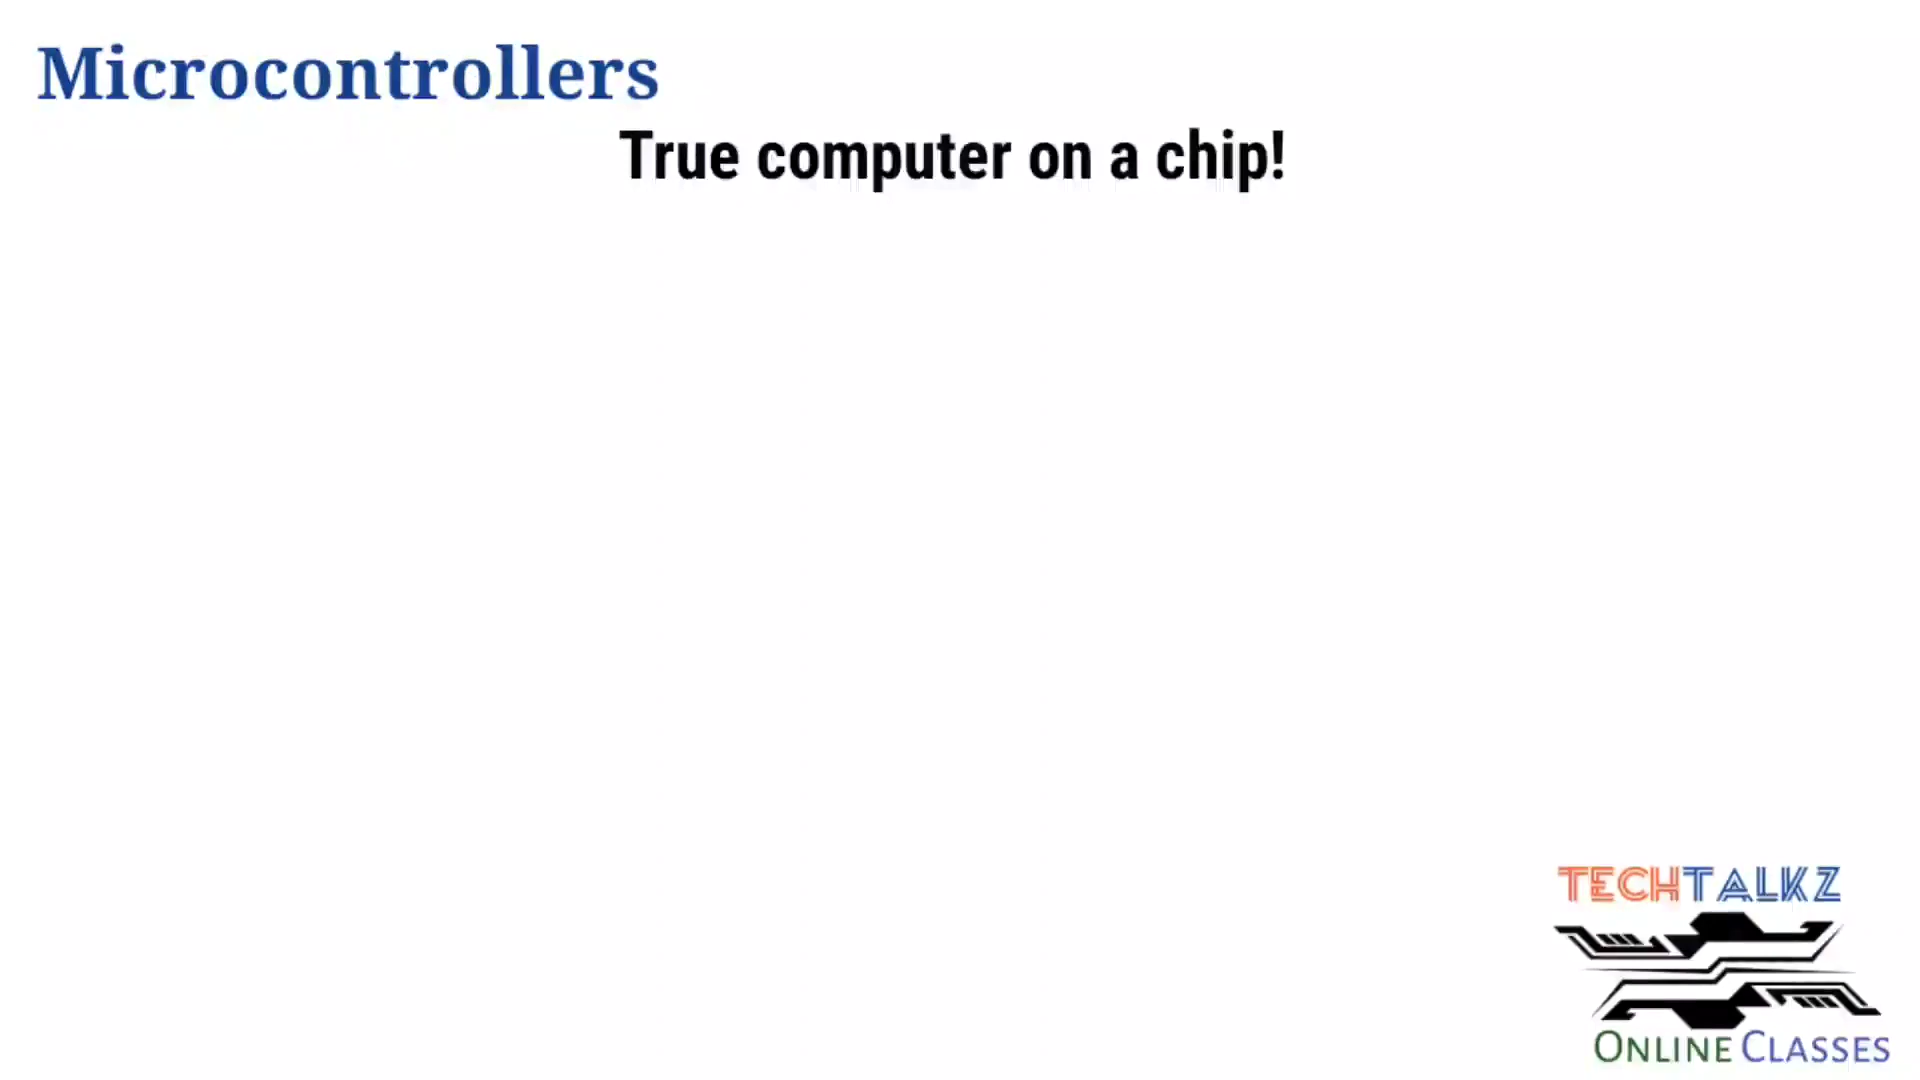 Microcontrollers
True computer on a chip!
TECHTALKZ
ONLINE CLASSES